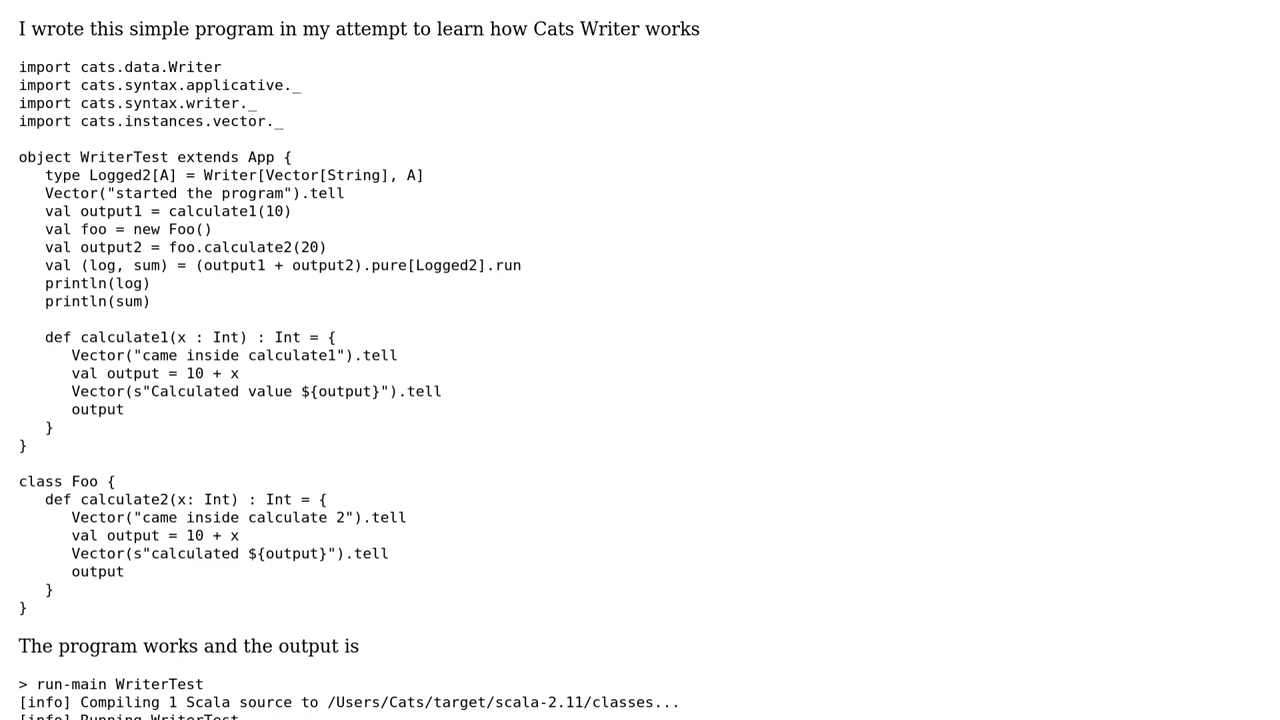 I wrote this simple program in my attempt to learn how Cats Writer works
import cats.data.Writer
import cats.syntax.applicative._
import cats.syntax.writer._
import cats.instances.vector._
object WriterTest extends App {
type Logged2[A] = Writer[Vector[String], A]
Vector("started the program").tell
val output1 = calculate1(10)
val foo = new Foo()
val output2 = foo.calculate2(20)
val (log, sum) = (output1 + output2).pure[Logged2].run
println(log)
println(sum)
def calculate1(x : Int) : Int = {
Vector("came inside calculate1").tell
val output = 10 + x
Vector(s"Calculated value ${output}").tell
output
}
}
class Foo {
def calculate2(x: Int) : Int = {
Vector("came inside calculate 2").tell
val output = 10 + x
Vector(s"calculated ${output}").tell
output
}
}
The program works and the output is
> run-main WriterTest
[info] Compiling 1 Scala source to /Users/Cats/target/scala-2.11/classes...
[info] Running WriterTest